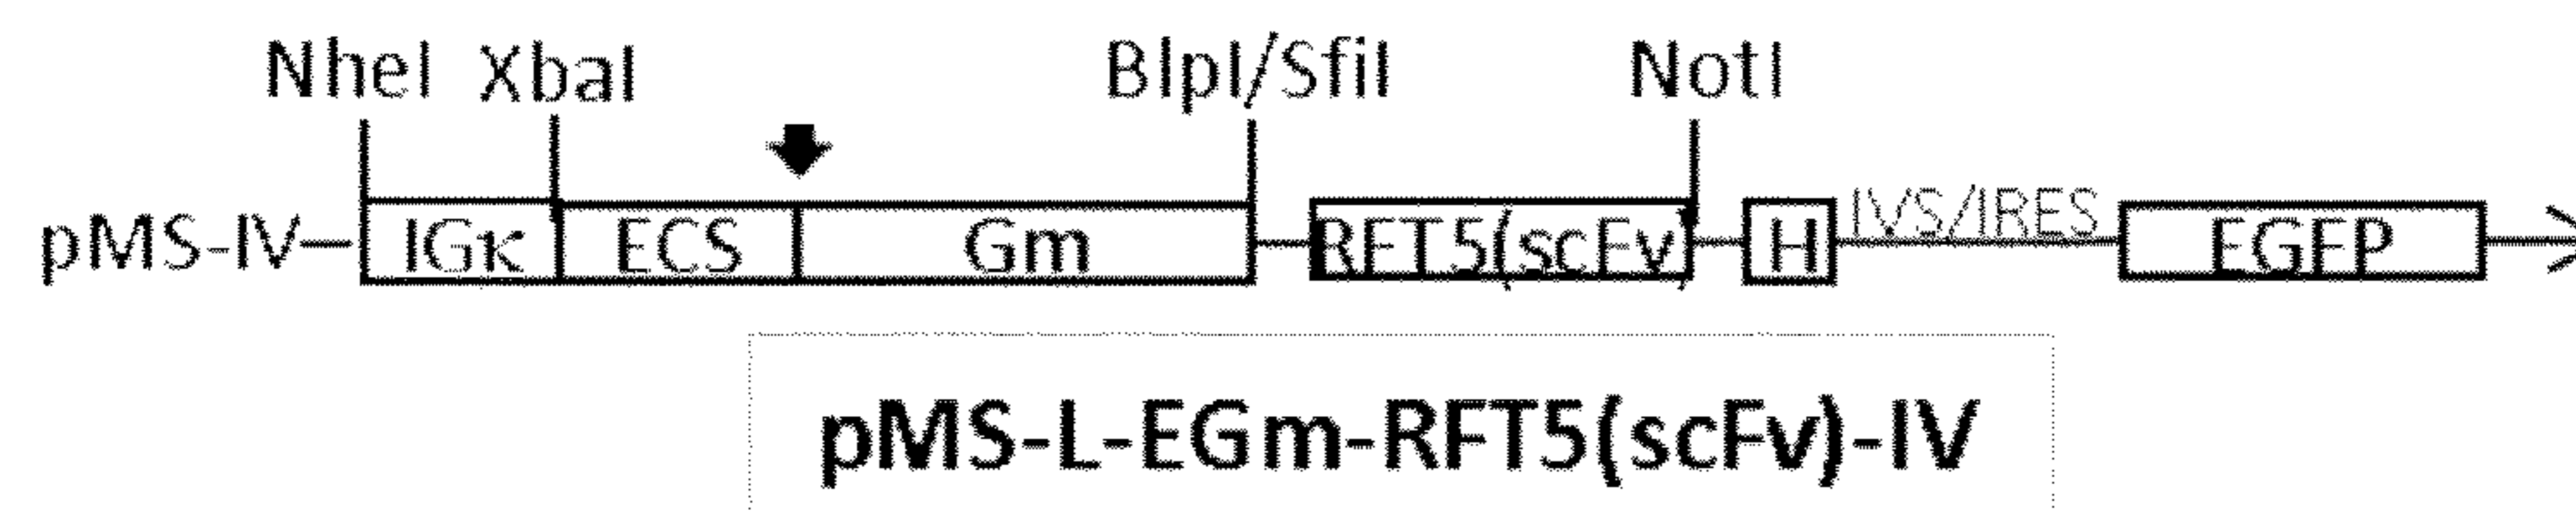 NheI XbaI BlpI/SfiI NotI
pMS-IV IGκ ECS Gm RFT5(scFv) H IVS/IRES EGFP
pMS-L-EGm-RFT5(scFv)-IV